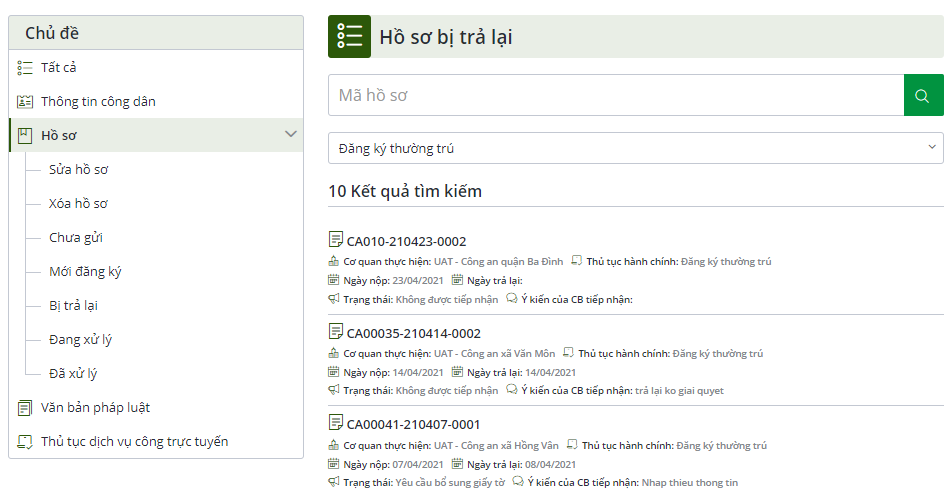 Chủ đề
Tất cả
Thông tin công dân
Hồ sơ
Sửa hồ sơ
Xóa hồ sơ
Chưa gửi
Mới đăng ký
Bị trả lại
Đang xử lý
Đã xử lý
Văn bản pháp luật
Thủ tục dịch vụ công trực tuyến
Hồ sơ bị trả lại
Mã hồ sơ
Đăng ký thường trú
10 Kết quả tìm kiếm
CA010-210423-0002
Cơ quan thực hiện: UAT - Công an quận Ba Đình Thủ tục hành chính: Đăng ký thường trú
Ngày nộp: 23/04/2021 Ngày trả lại:
Trạng thái: Không được tiếp nhận Ý kiến của CB tiếp nhận:
CA00035-210414-0002
Cơ quan thực hiện: UAT - Công an xã Văn Môn Thủ tục hành chính: Đăng ký thường trú
Ngày nộp: 14/04/2021 Ngày trả lại: 14/04/2021
Trạng thái: Không được tiếp nhận Ý kiến của CB tiếp nhận: trả lại ko giai quyet
CA00041-210407-0001
Cơ quan thực hiện: UAT - Công an xã Hồng Vân Thủ tục hành chính: Đăng ký thường trú
Ngày nộp: 07/04/2021 Ngày trả lại: 08/04/2021
Trạng thái: Yêu cầu bổ sung giấy tờ Ý kiến của CB tiếp nhận: Nhap thieu thong tin